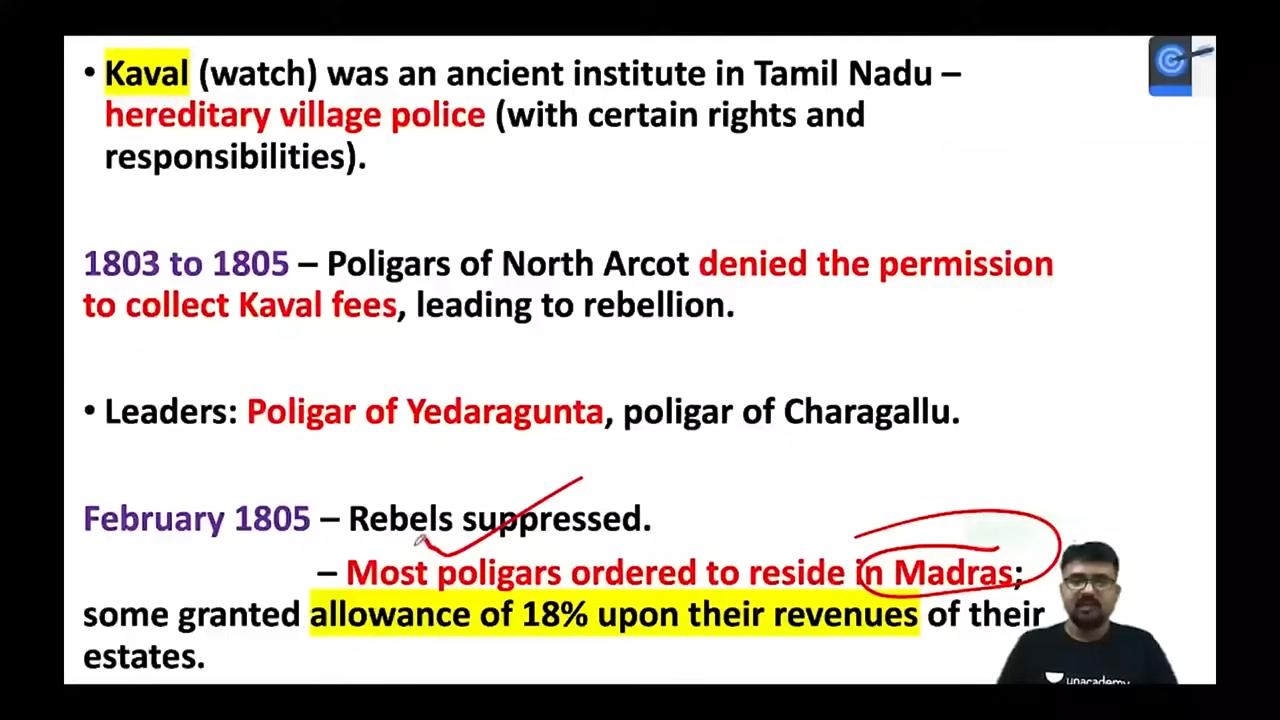 • Kaval (watch) was an ancient institute in Tamil Nadu –
hereditary village police (with certain rights and
responsibilities).
1803 to 1805 – Poligars of North Arcot denied the permission
to collect Kaval fees, leading to rebellion.
• Leaders: Poligar of Yedaragunta, poligar of Charagallu.
February 1805 – Rebels suppressed.
– Most poligars ordered to reside in Madras;
some granted allowance of 18% upon their revenues of their
estates.
unacademy